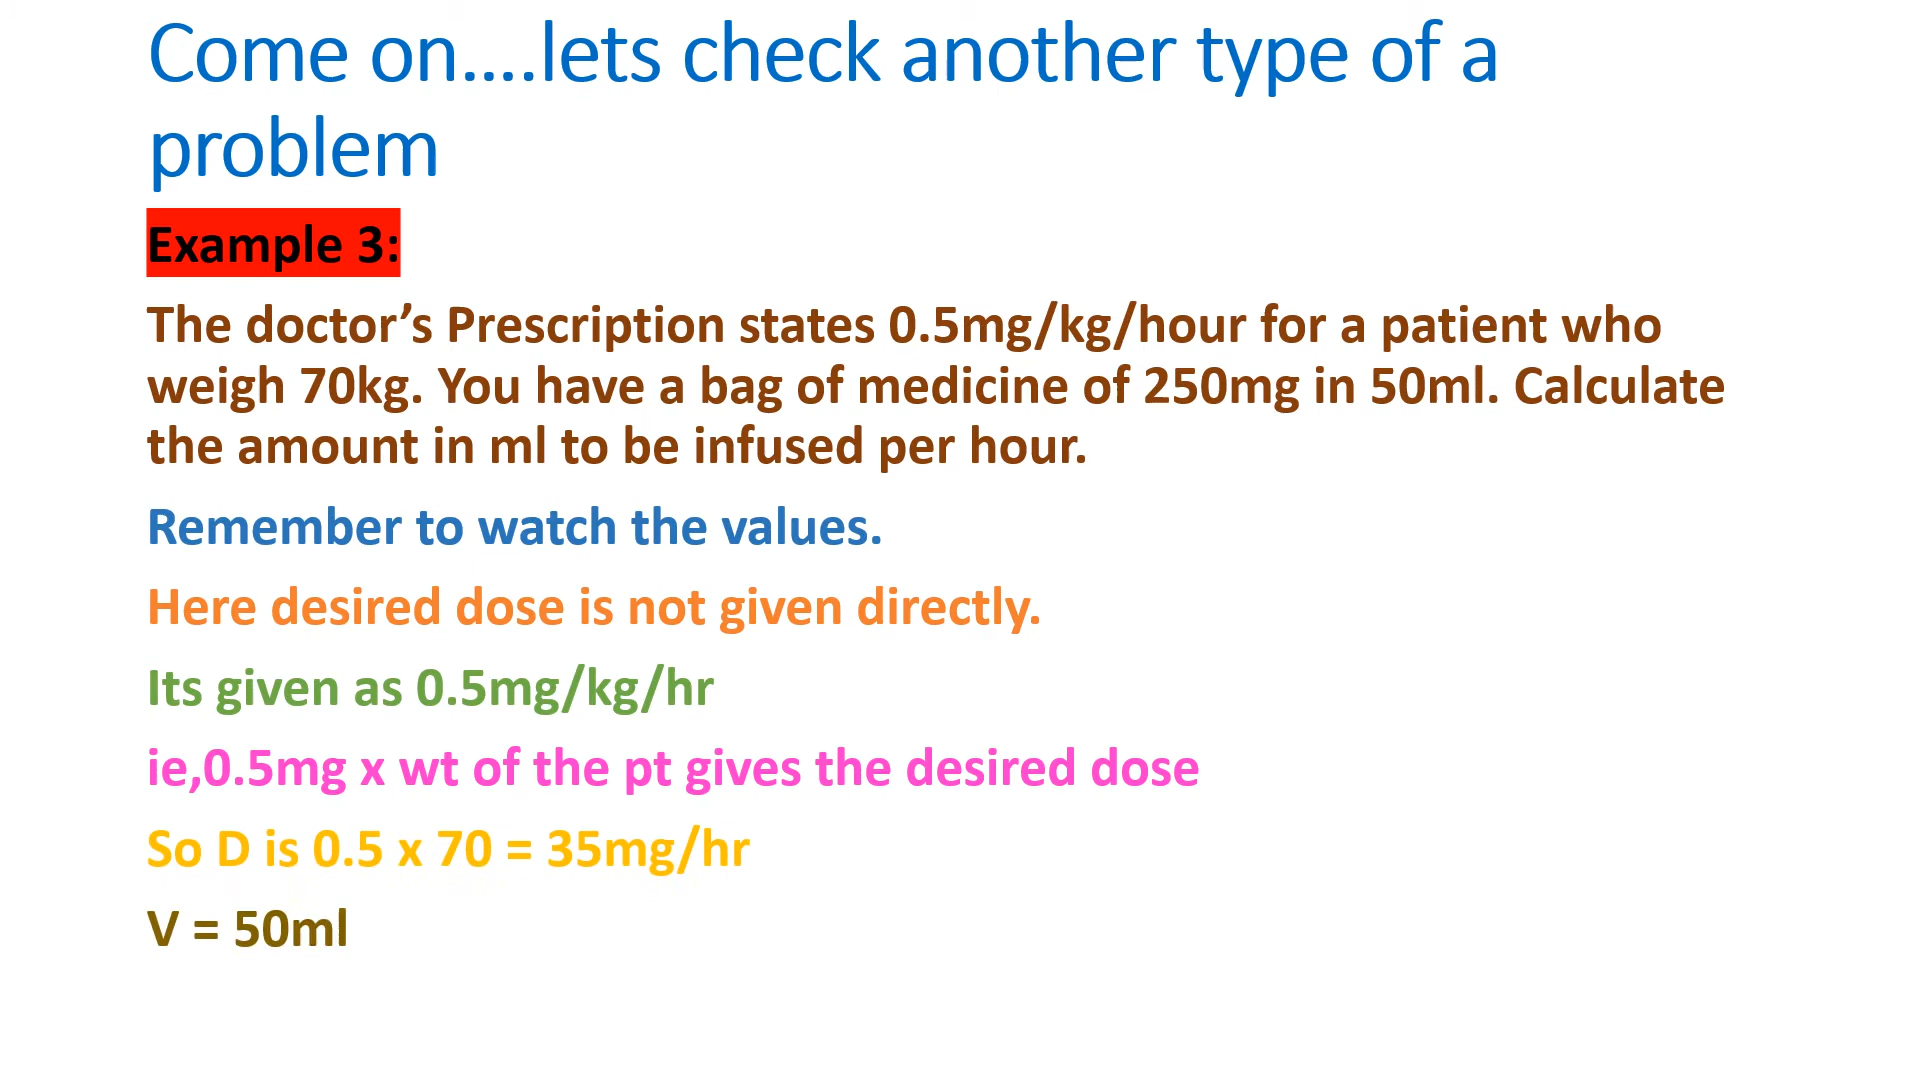 Come on....lets check another type of a
problem
Example 3:
The doctor’s Prescription states 0.5mg/kg/hour for a patient who
weigh 70kg. You have a bag of medicine of 250mg in 50ml. Calculate
the amount in ml to be infused per hour.
Remember to watch the values.
Here desired dose is not given directly.
Its given as 0.5mg/kg/hr
ie,0.5mg x wt of the pt gives the desired dose
So D is 0.5 x 70 = 35mg/hr
V = 50ml